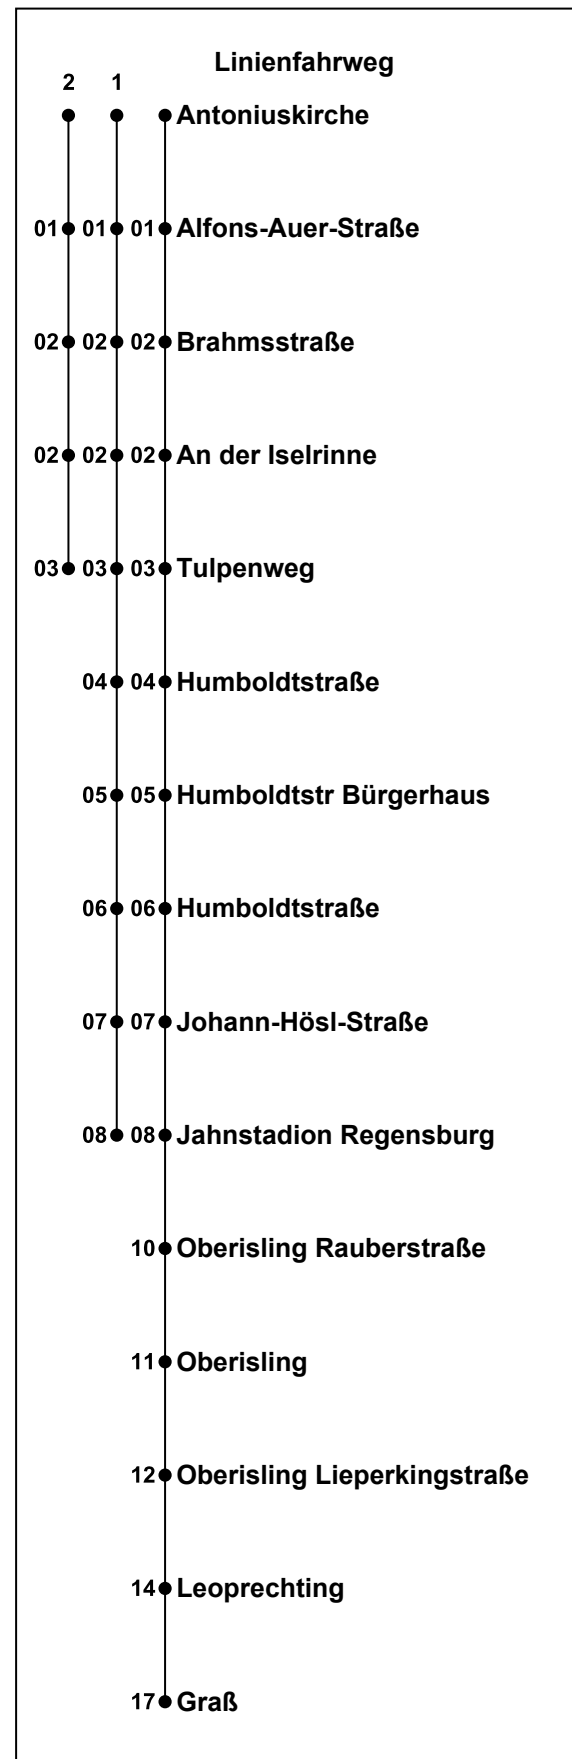 Linienfahrweg
2 1
Antoniuskirche
01 01 01 Alfons-Auer-Straße
02 02 02 Brahmsstraße
02 02 02 An der Iselrinne
03 03 03 Tulpenweg
04 04 Humboldtstraße
05 05 Humboldtstr Bürgerhaus
06 06 Humboldtstraße
07 07 Johann-Hösl-Straße
08 08 Jahnstadion Regensburg
10 Oberisling Rauberstraße
11 Oberisling
12 Oberisling Lieperkingstraße
14 Leoprechting
17 Graß